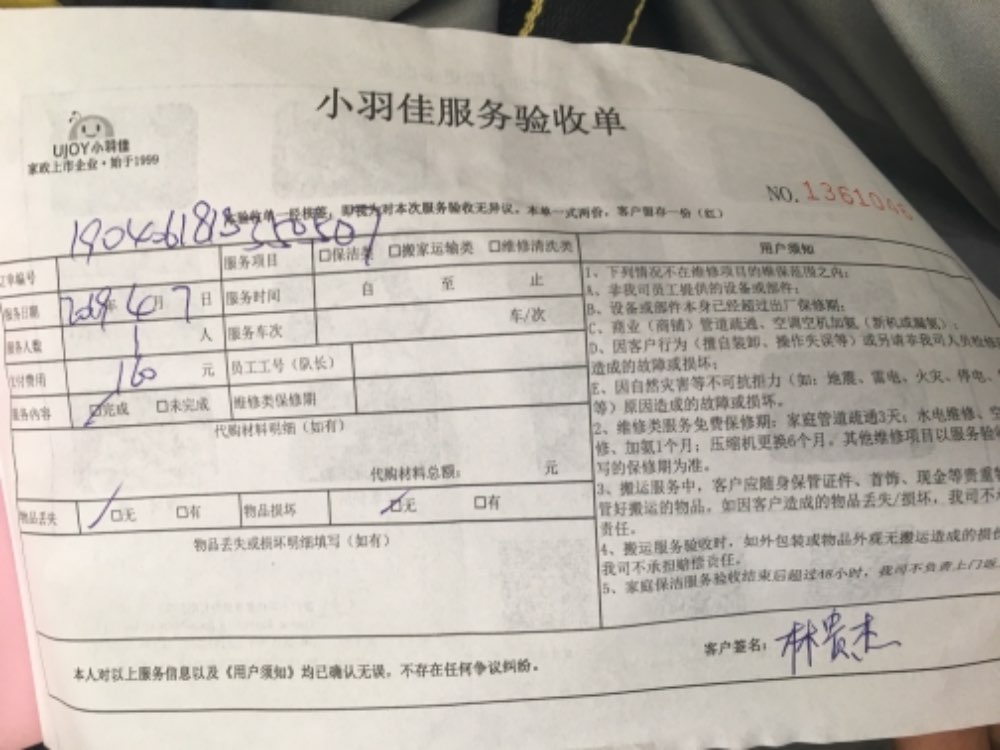 小羽佳服务验收单
UJOY小羽佳
家政上市企业·始于1999
NO. 1361046
本验收单一经核签，即视为对本次服务验收无异议。本单一式两份，客户留存一份（红）
订单编号
服务项目 □保洁类 □搬家运输类 □维修清洗类
服务日期 2019年 4月 7日 服务时间 自 至 止
服务人数 1 人 服务车次 车/次
支付费用 160 元 员工工号（队长）
服务内容 □完成 □未完成 维修类保修期
代购材料明细（如有）
代购材料总额： 元
物品丢失 □无 □有 物品损坏 □无 □有
物品丢失或损坏明细填写（如有）
用户须知
1、下列情况不在维修项目的维保范围之内：
A、非我司员工提供的设备或部件；
B、设备或部件本身已经超过出厂保修期；
C、商业（商铺）管道疏通、空调空机加氨（新机或漏氨）；
D、因客户行为（擅自装卸、操作失误等）或另请非我司人员检修
造成的故障或损坏；
E、因自然灾害等不可抗拒力（如：地震、雷电、火灾、停电、
等）原因造成的故障或损坏。
2、维修类服务免费保修期：家庭管道疏通3天；水电维修、空
修、加氨1个月；压缩机更换6个月。其他维修项目以服务验
写的保修期为准。
3、搬运服务中，客户应随身保管证件、首饰、现金等贵重
管好搬运的物品。如因客户造成的物品丢失/损坏，我司不
责任。
4、搬运服务验收时，如外包装或物品外观无搬运造成的损
我司不承担赔偿责任。
5、家庭保洁服务验收结束后超过48小时，我司不负责上门返
客户签名：林贵杰
本人对以上服务信息以及《用户须知》均已确认无误，不存在任何争议纠纷。